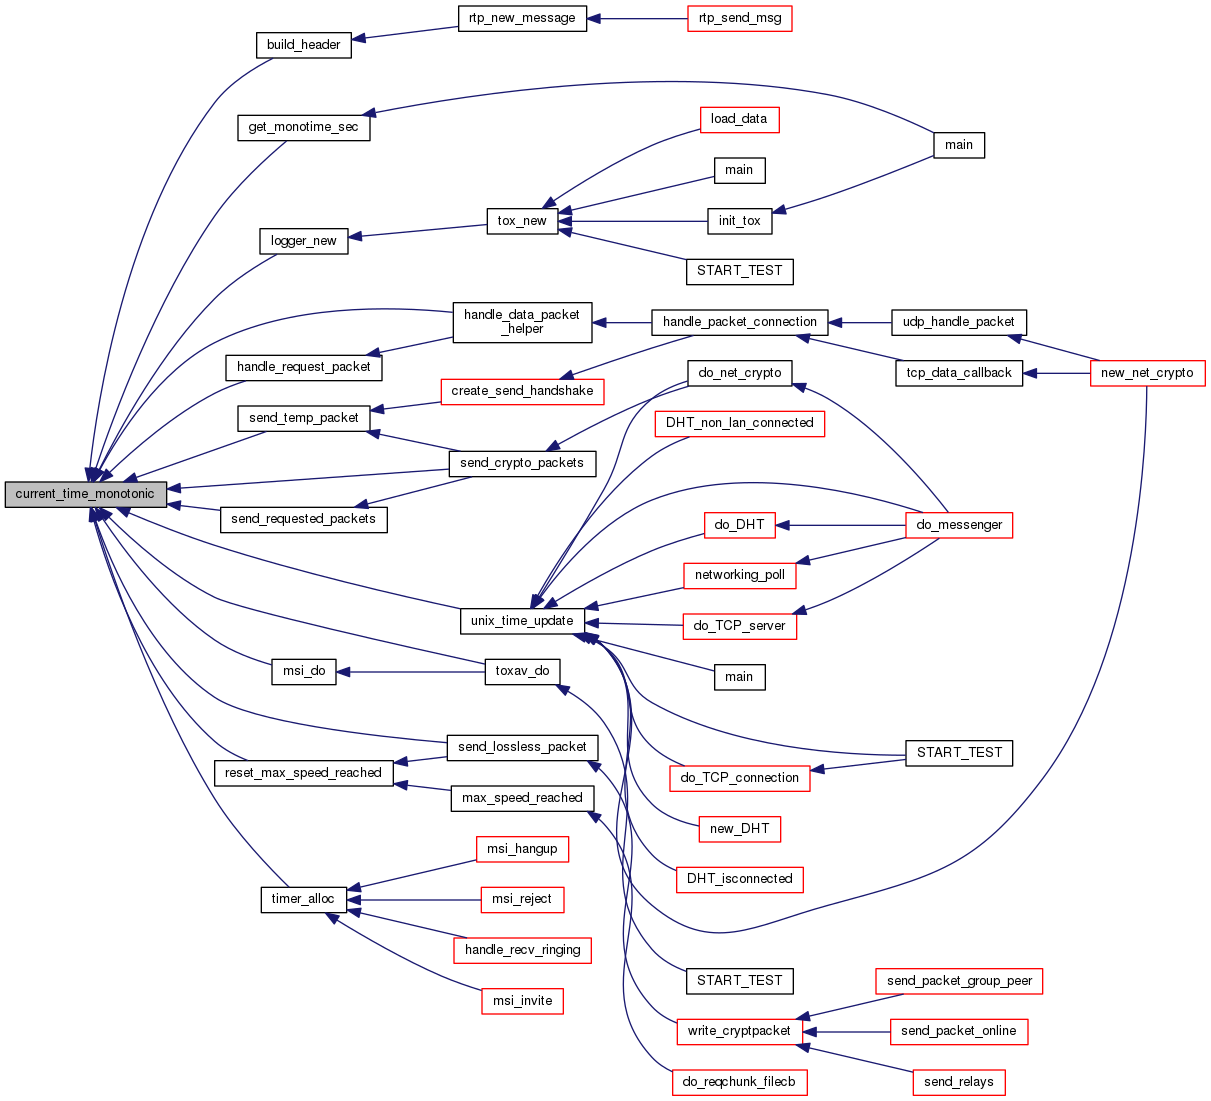 rtp_new_message
rtp_send_msg
build_header
load_data
get_monotime_sec
main
main
tox_new
init_tox
logger_new
START_TEST
handle_data_packet
_helper
handle_packet_connection
udp_handle_packet
handle_request_packet
do_net_crypto
tcp_data_callback
new_net_crypto
create_send_handshake
send_temp_packet
DHT_non_lan_connected
send_crypto_packets
current_time_monotonic
send_requested_packets
do_DHT
do_messenger
networking_poll
unix_time_update
do_TCP_server
msi_do
toxav_do
main
send_lossless_packet
START_TEST
reset_max_speed_reached
do_TCP_connection
max_speed_reached
new_DHT
msi_hangup
DHT_isconnected
timer_alloc
msi_reject
handle_recv_ringing
START_TEST
send_packet_group_peer
msi_invite
write_cryptpacket
send_packet_online
do_reqchunk_filecb
send_relays